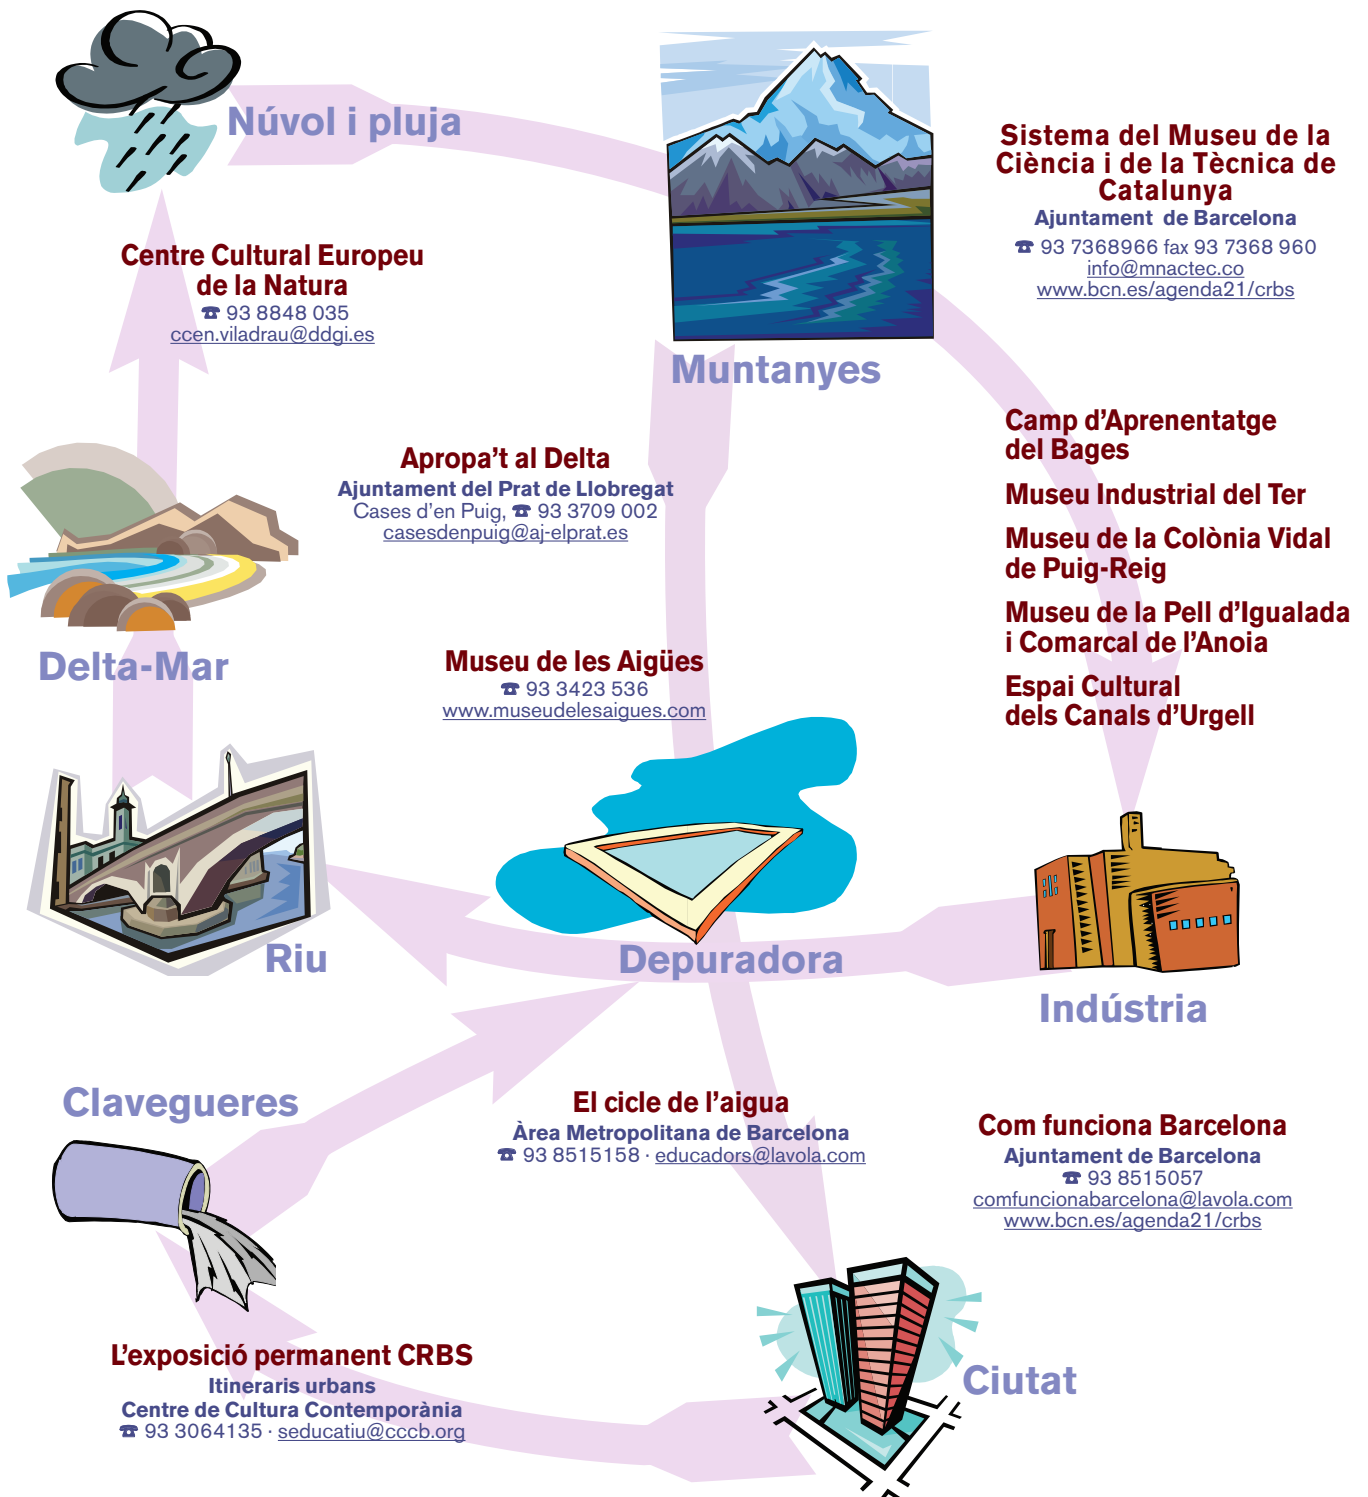 Núvol i pluja
Sistema del Museu de la
Ciència i de la Tècnica de
Catalunya
Ajuntament de Barcelona
☎ 93 7368966 fax 93 7368 960
info@mnactec.co
www.bcn.es/agenda21/crbs
Centre Cultural Europeu
de la Natura
☎ 93 8848 035
ccen.viladrau@ddgi.es
Muntanyes
Camp d’Aprenentatge
del Bages
Museu Industrial del Ter
Museu de la Colònia Vidal
de Puig-Reig
Museu de la Pell d’Igualada
i Comarcal de l’Anoia
Espai Cultural
dels Canals d’Urgell
Apropa’t al Delta
Ajuntament del Prat de Llobregat
Cases d'en Puig, ☎ 93 3709 002
casesdenpuig@aj-elprat.es
Delta-Mar
Museu de les Aigües
☎ 93 3423 536
www.museudelesaigues.com
Riu
Depuradora
Indústria
Clavegueres
El cicle de l’aigua
Àrea Metropolitana de Barcelona
☎ 93 8515158 · educadors@lavola.com
Com funciona Barcelona
Ajuntament de Barcelona
☎ 93 8515057
comfuncionabarcelona@lavola.com
www.bcn.es/agenda21/crbs
L’exposició permanent CRBS
Itineraris urbans
Centre de Cultura Contemporània
☎ 93 3064135 · seducatiu@cccb.org
Ciutat